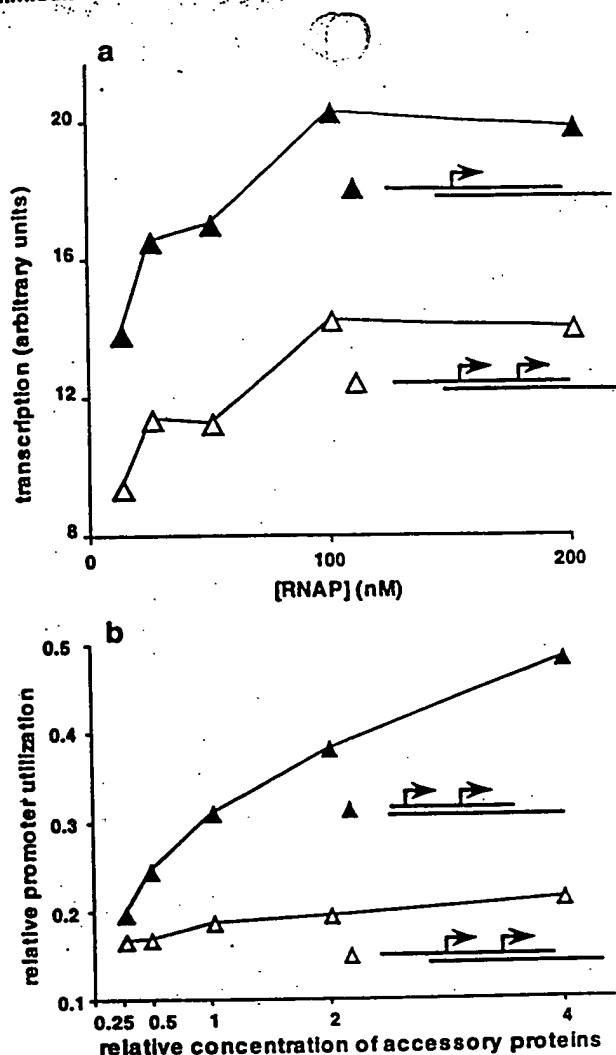 a
20
16
12
8
transcription (arbitrary units)
0
100
200
[RNAP] (nM)
b
0.5
0.4
0.3
0.2
0.1
relative promoter utilization
0.25
0.5
1
2
4
relative concentration of accessory proteins